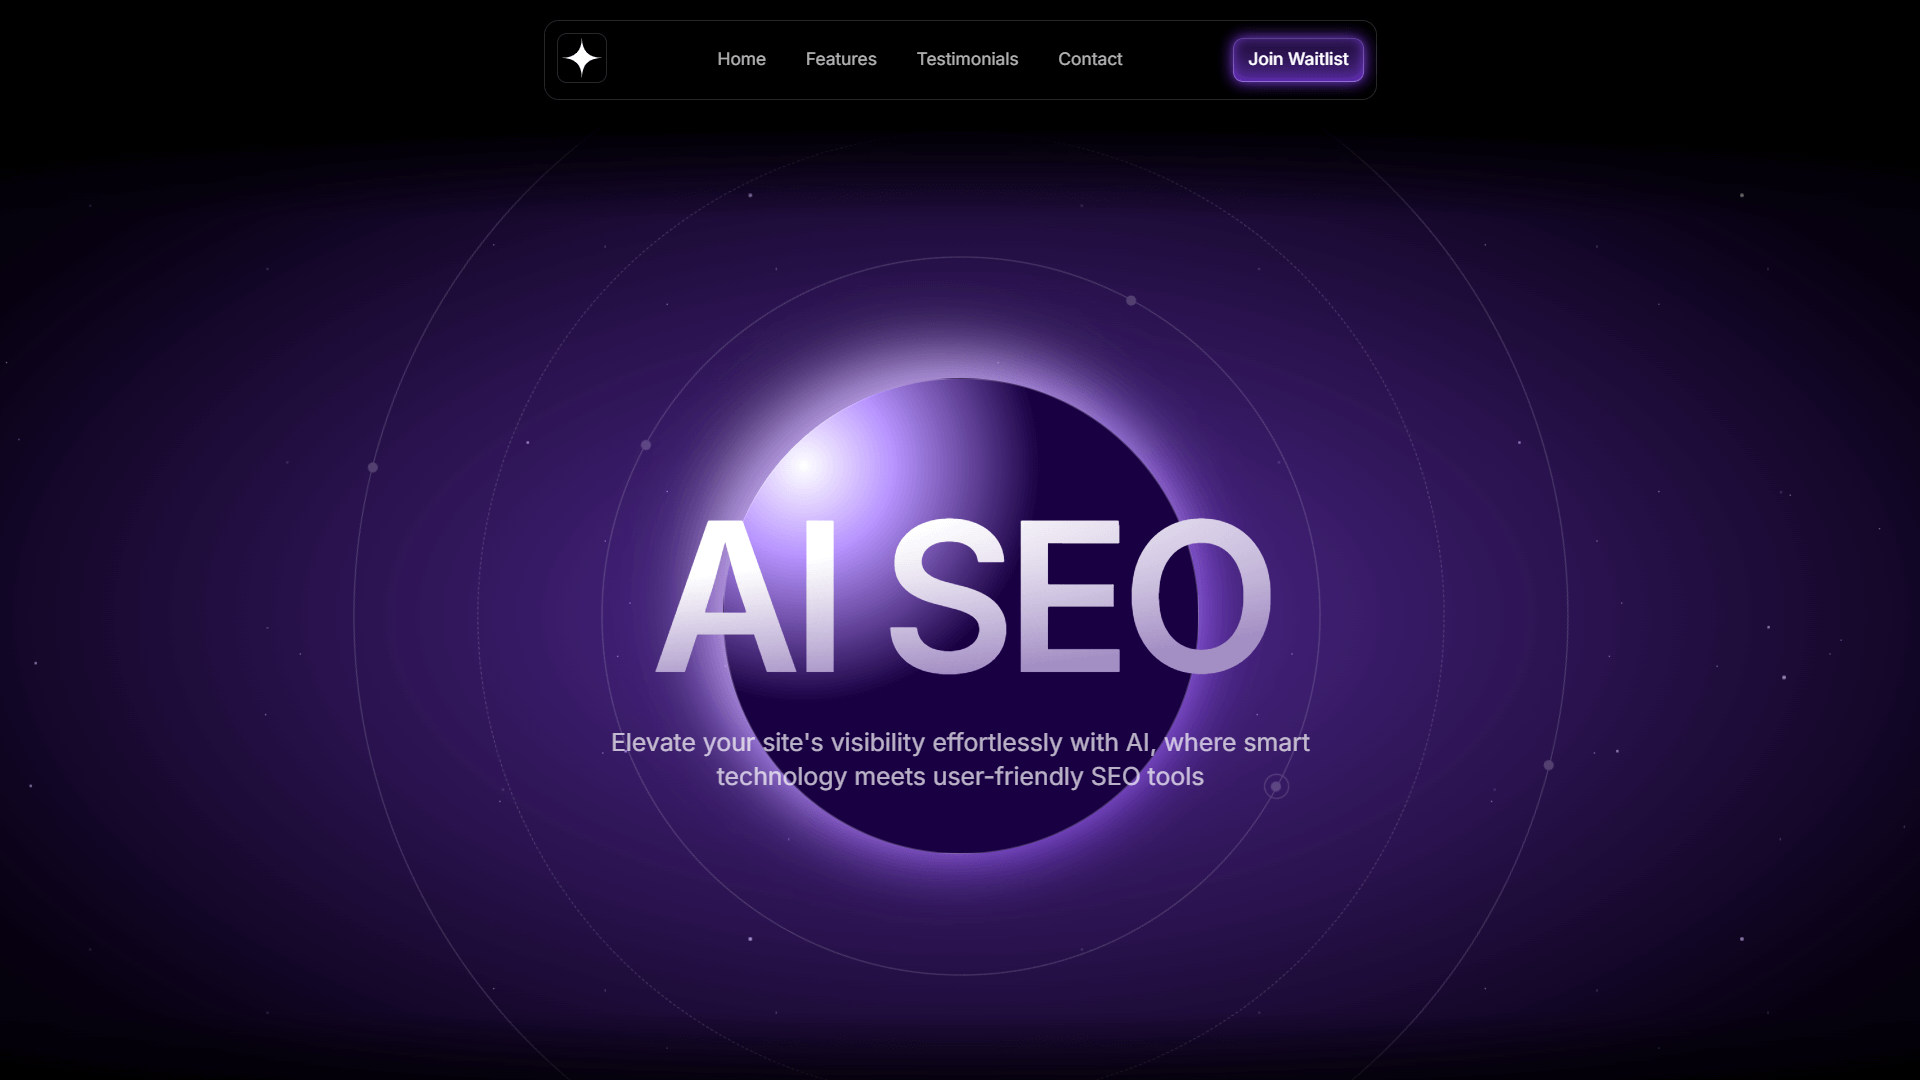 Home Features Testimonials Contact Join Waitlist
AI SEO
Elevate your site's visibility effortlessly with AI, where smart
technology meets user-friendly SEO tools